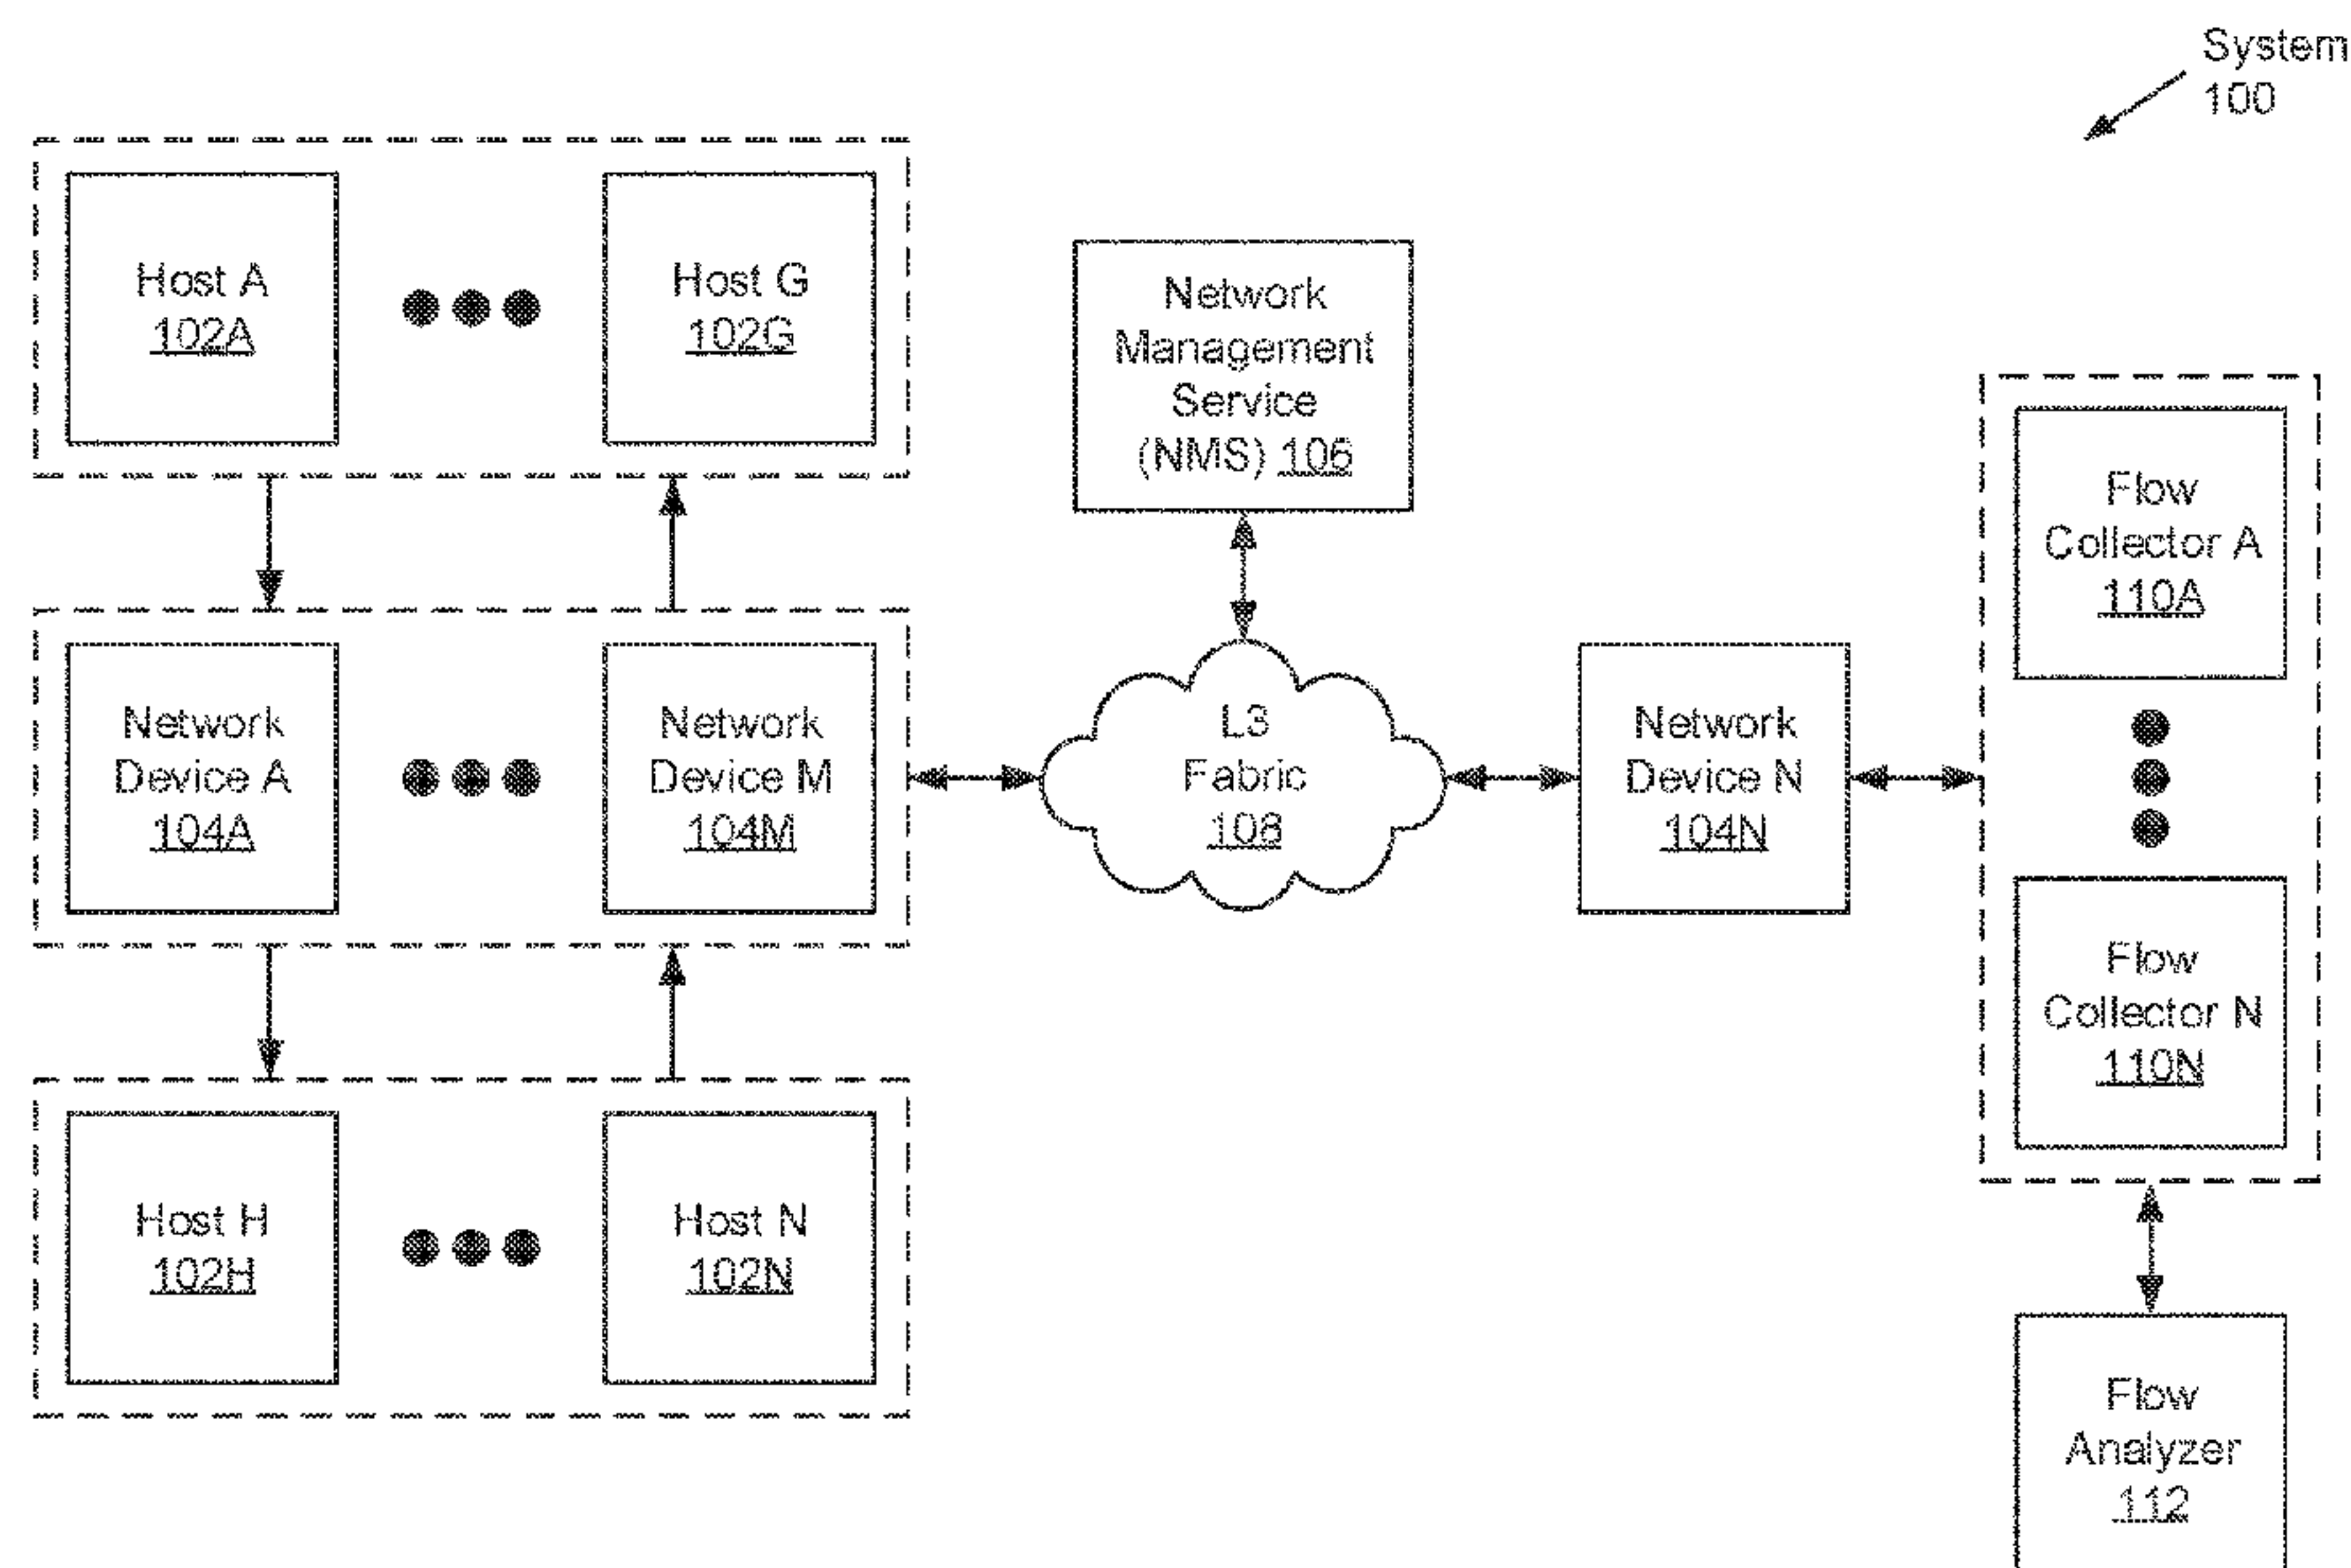 System
100
Host A
102A
Host G
102G
Network
Management
Service
(NMS) 106
Flow
Collector A
110A
Network
Device A
104A
Network
Device M
104M
L3
Fabric
108
Network
Device N
104N
Flow
Collector N
110N
Host H
102H
Host N
102N
Flow
Analyzer
112